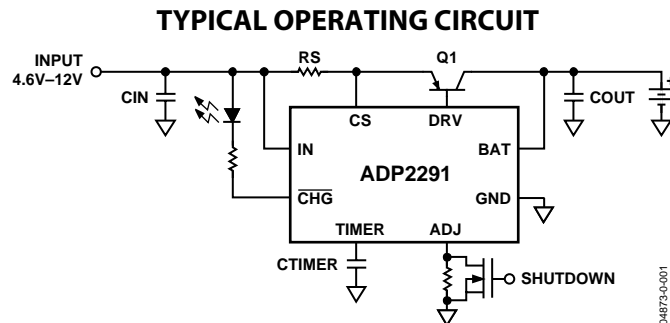 TYPICAL OPERATING CIRCUIT
INPUT
4.6V–12V
RS
Q1
CIN
COUT
+
CS
DRV
IN
BAT
ADP2291
CHG
GND
TIMER
ADJ
CTIMER
SHUTDOWN
04873-0-001